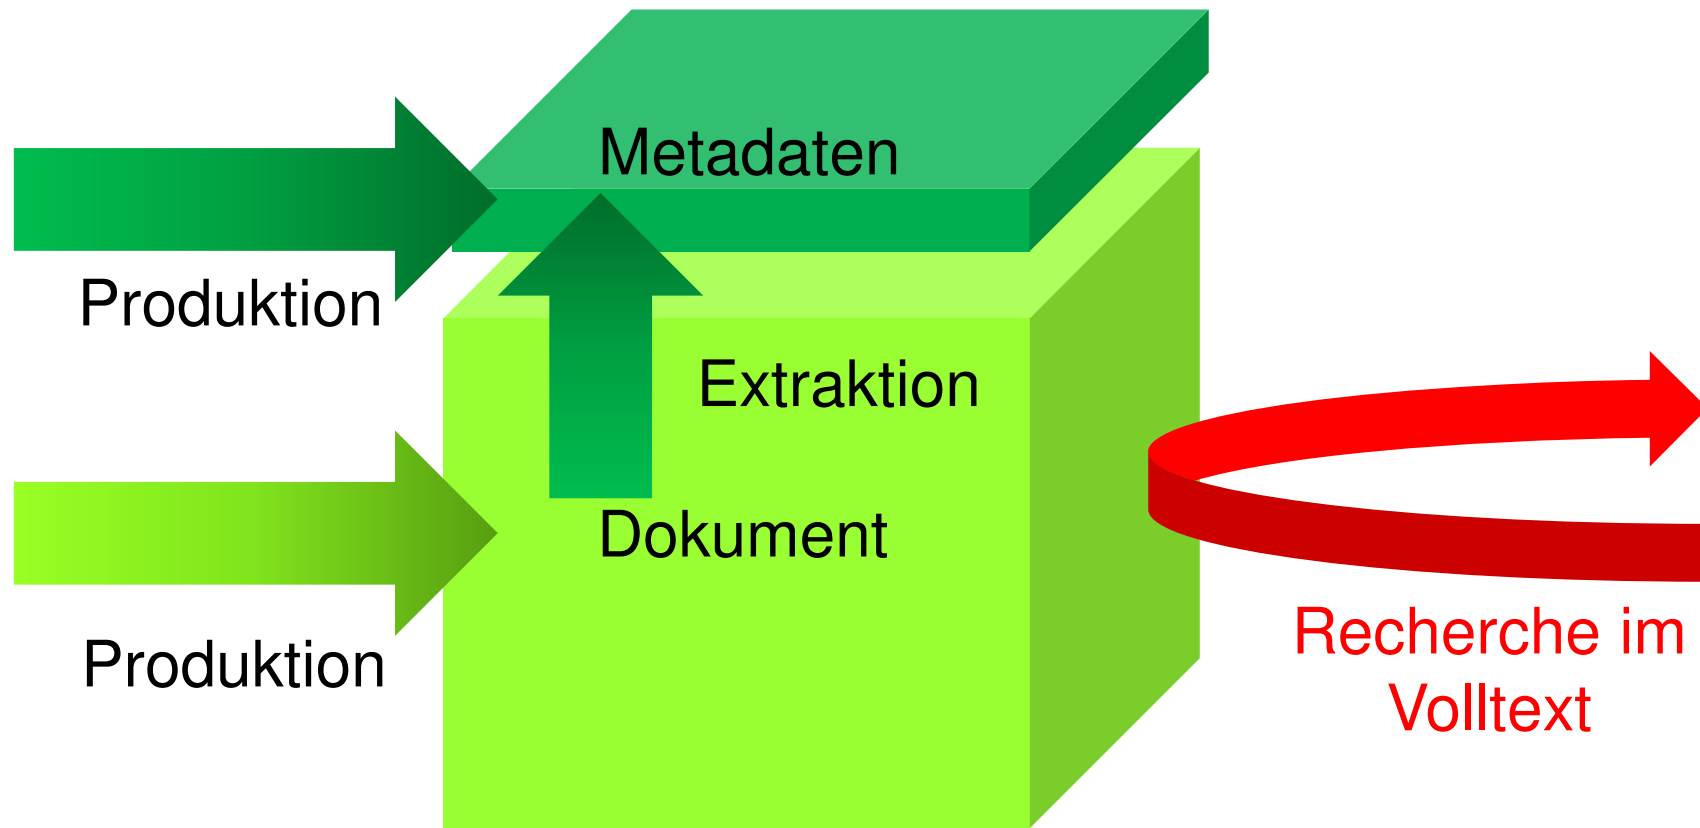 Metadaten
Produktion
Extraktion
Dokument
Produktion
Recherche im
Volltext